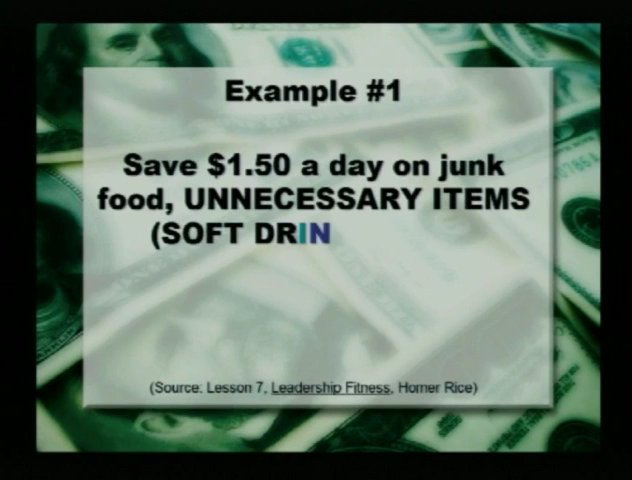 Example #1
Save $1.50 a day on junk
food, UNNECESSARY ITEMS
(SOFT DRIN
(Source: Lesson 7, Leadership Fitness, Homer Rice)